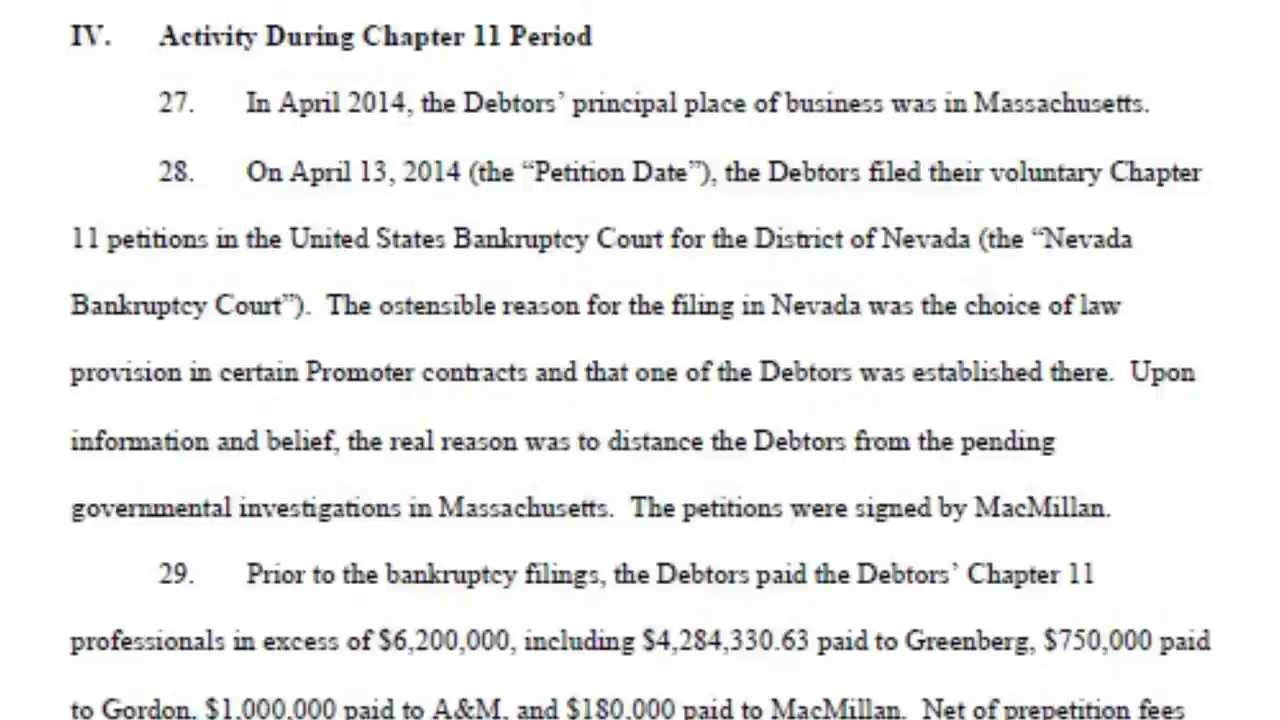 IV. Activity During Chapter 11 Period
27. In April 2014, the Debtors’ principal place of business was in Massachusetts.
28. On April 13, 2014 (the “Petition Date”), the Debtors filed their voluntary Chapter
11 petitions in the United States Bankruptcy Court for the District of Nevada (the “Nevada
Bankruptcy Court”).  The ostensible reason for the filing in Nevada was the choice of law
provision in certain Promoter contracts and that one of the Debtors was established there.  Upon
information and belief, the real reason was to distance the Debtors from the pending
governmental investigations in Massachusetts.  The petitions were signed by MacMillan.
29. Prior to the bankruptcy filings, the Debtors paid the Debtors’ Chapter 11
professionals in excess of $6,200,000, including $4,284,330.63 paid to Greenberg, $750,000 paid
to Gordon, $1,000,000 paid to A&M, and $180,000 paid to MacMillan.  Net of prepetition fees